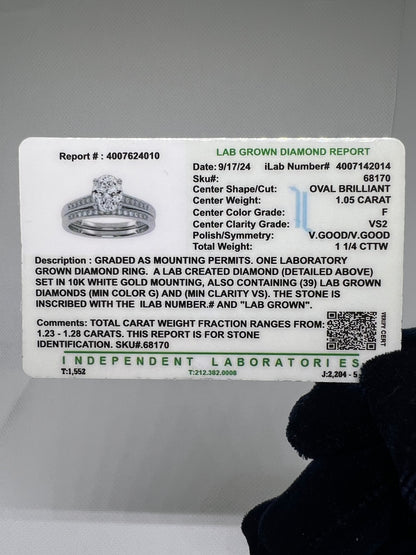 LAB GROWN DIAMOND REPORT
Report # : 4007624010
Date: 9/17/24 iLab Number# 4007142014
Sku#: 68170
Center Shape/Cut: OVAL BRILLIANT
Center Weight: 1.05 CARAT
Center Color Grade: F
Center Clarity Grade: VS2
Polish/Symmetry: V.GOOD/V.GOOD
Total Weight: 1 1/4 CTTW
Description : GRADED AS MOUNTING PERMITS. ONE LABORATORY
GROWN DIAMOND RING. A LAB CREATED DIAMOND (DETAILED ABOVE)
SET IN 10K WHITE GOLD MOUNTING, ALSO CONTAINING (39) LAB GROWN
DIAMONDS (MIN COLOR G) AND (MIN CLARITY VS). THE STONE IS
INSCRIBED WITH THE ILAB NUMBER.# AND "LAB GROWN".
Comments: TOTAL CARAT WEIGHT FRACTION RANGES FROM:
1.23 - 1.28 CARATS. THIS REPORT IS FOR STONE
IDENTIFICATION. SKU#.68170
VERIFY CERT
INDEPENDENT LABORATORIES
T:1,552 T:212.382.0008 J:2,204 - 5